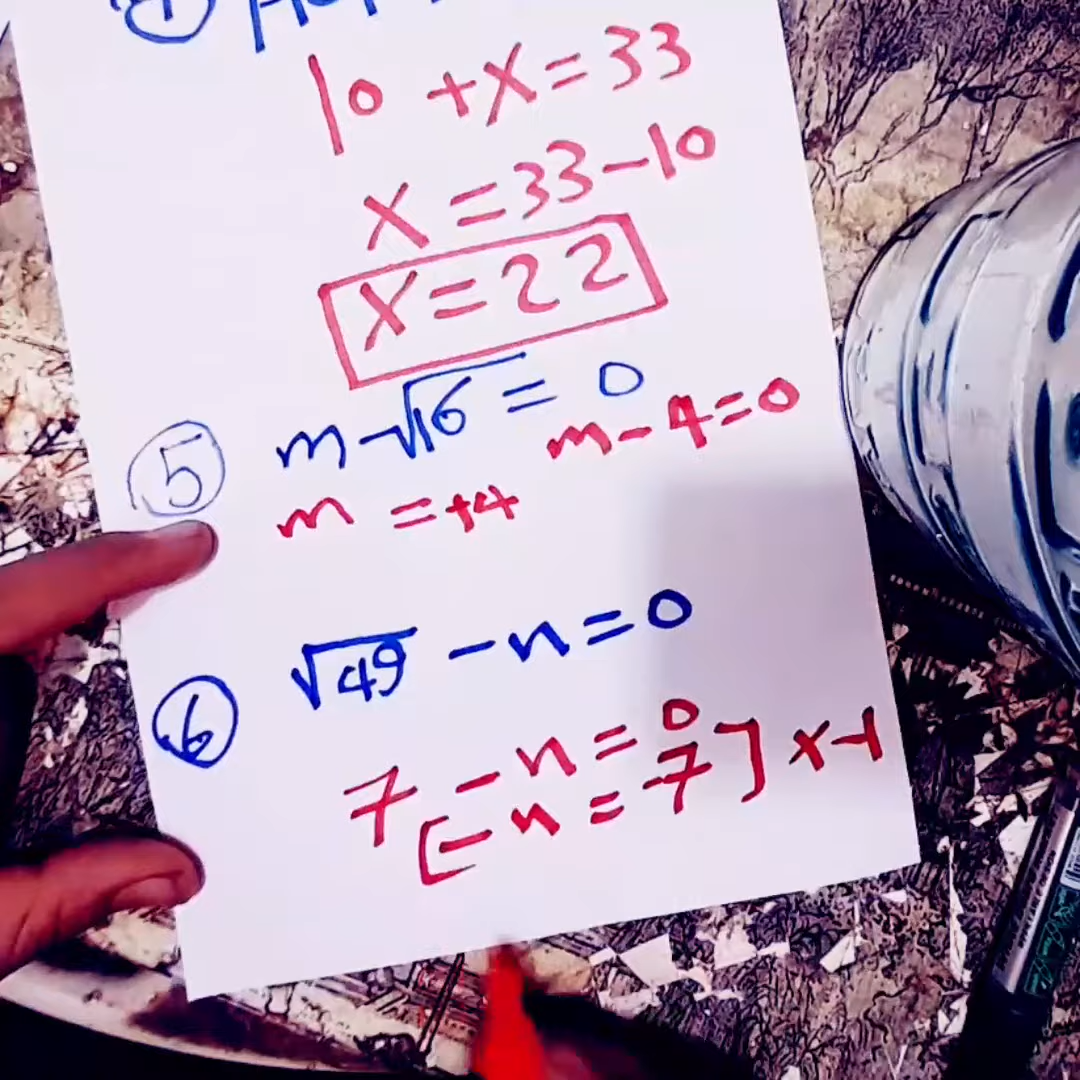 10 + x = 33
x = 33 - 10
x = 22
5 m - √16 = 0
m - 4 = 0
m = +4
6 √49 - n = 0
7 - n = 0
[- n = -7] x -1